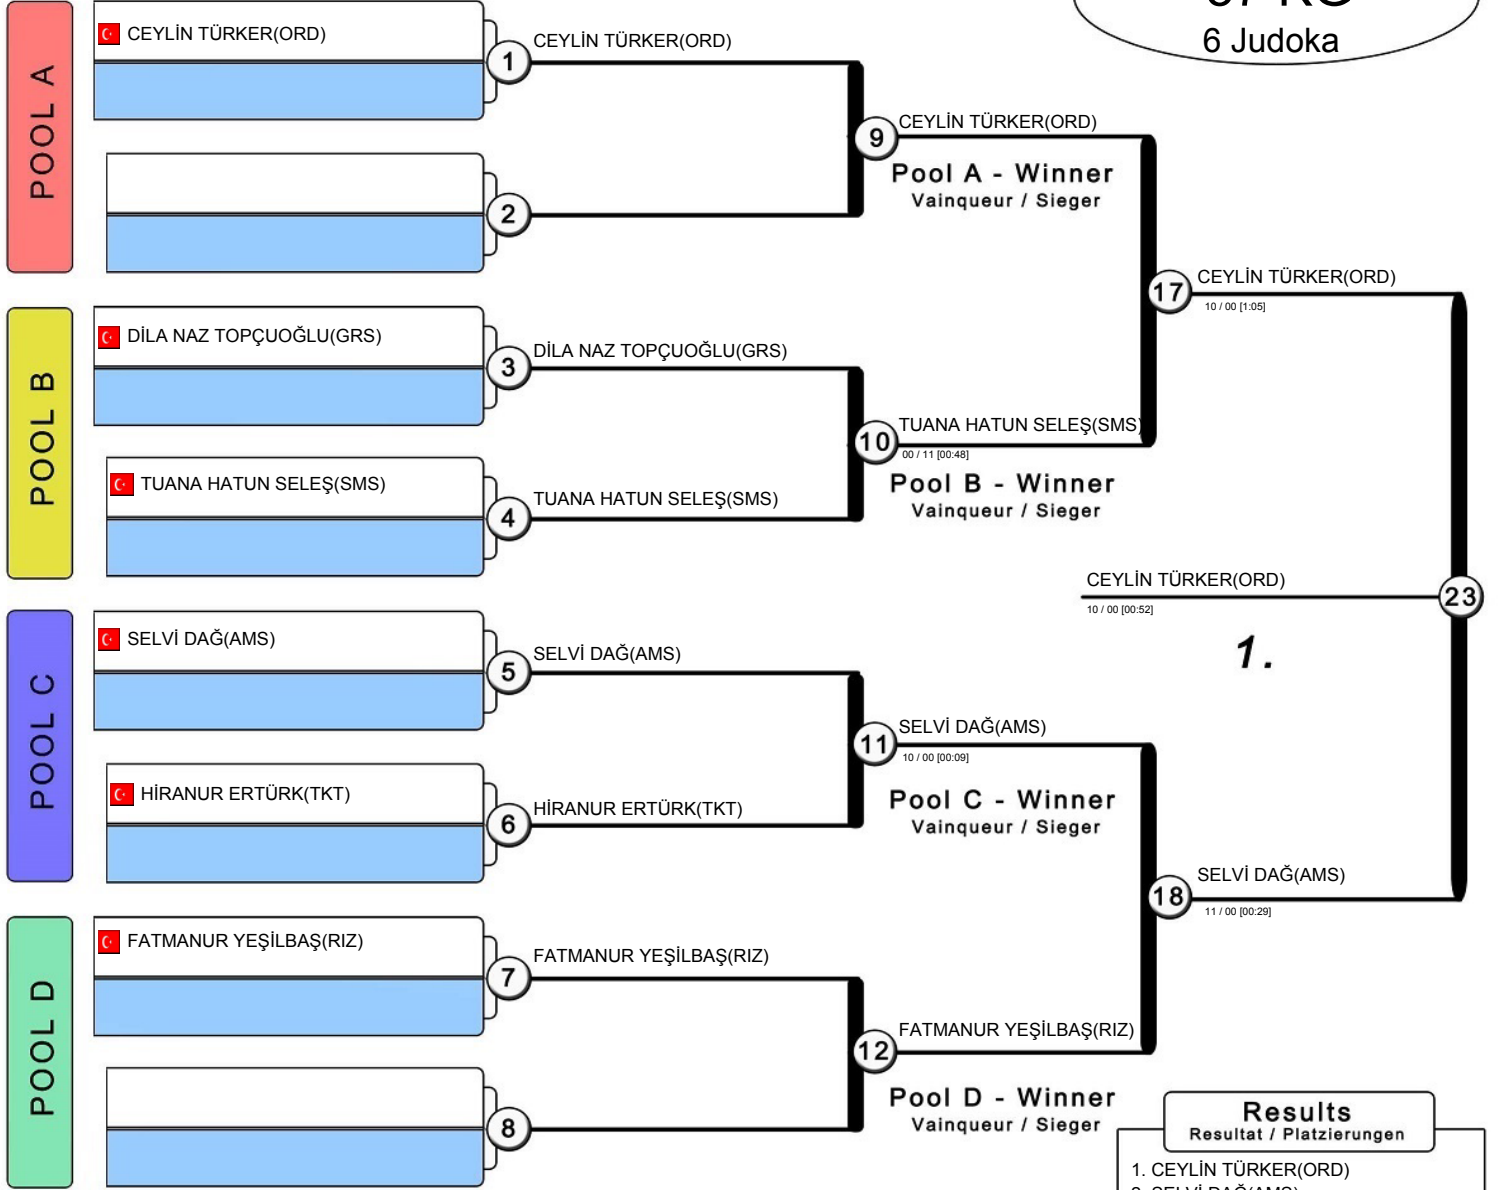 6 Judoka
POOL A
CEYLİN TÜRKER(ORD)
1
CEYLİN TÜRKER(ORD)
2
9
CEYLİN TÜRKER(ORD)
Pool A - Winner
Vainqueur / Sieger
17
CEYLİN TÜRKER(ORD)
10 / 00 [1:05]
POOL B
DİLA NAZ TOPÇUOĞLU(GRS)
3
DİLA NAZ TOPÇUOĞLU(GRS)
TUANA HATUN SELEŞ(SMS)
4
TUANA HATUN SELEŞ(SMS)
10
TUANA HATUN SELEŞ(SMS)
00 / 11 [00:48]
Pool B - Winner
Vainqueur / Sieger
CEYLİN TÜRKER(ORD)
10 / 00 [00:52]
23
1.
POOL C
SELVİ DAĞ(AMS)
5
SELVİ DAĞ(AMS)
HİRANUR ERTÜRK(TKT)
6
HİRANUR ERTÜRK(TKT)
11
SELVİ DAĞ(AMS)
10 / 00 [00:09]
Pool C - Winner
Vainqueur / Sieger
18
SELVİ DAĞ(AMS)
11 / 00 [00:29]
POOL D
FATMANUR YEŞİLBAŞ(RIZ)
7
FATMANUR YEŞİLBAŞ(RIZ)
8
12
FATMANUR YEŞİLBAŞ(RIZ)
Pool D - Winner
Vainqueur / Sieger
Results
Resultat / Platzierungen
1. CEYLİN TÜRKER(ORD)
2. SELVİ DAĞ(AMS)